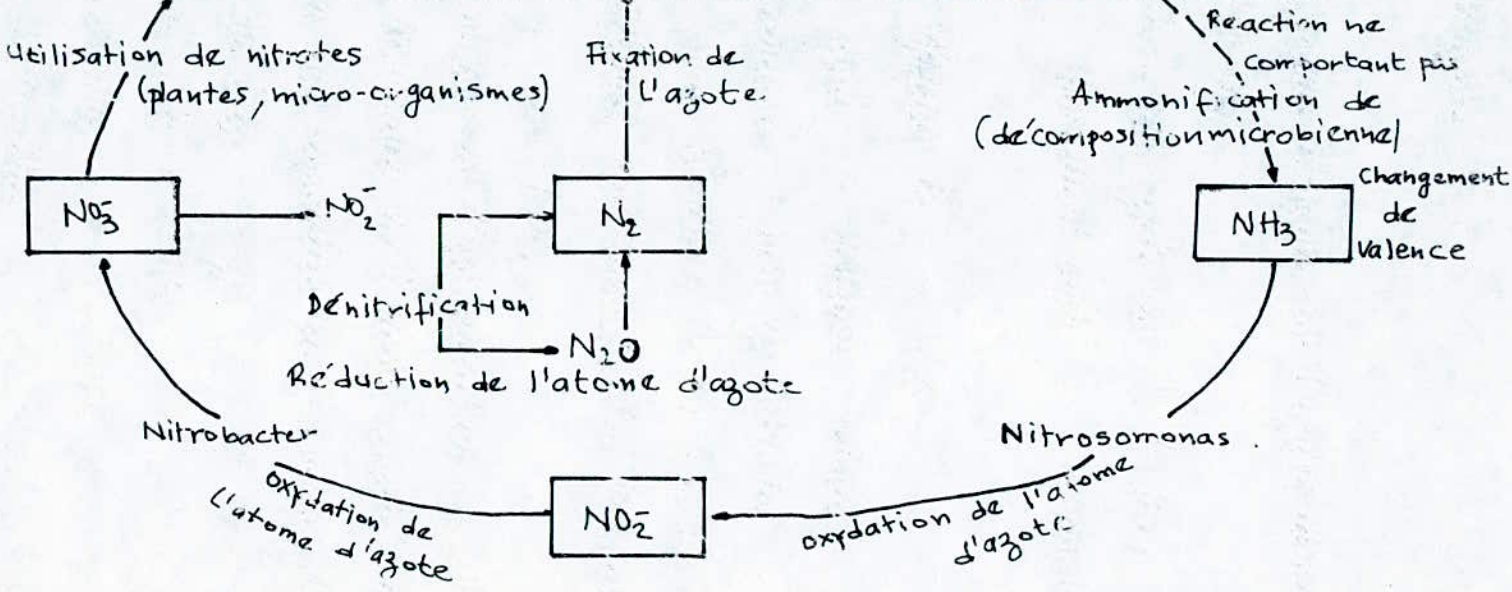 utilisation de nitrates
(plantes, micro-organismes)
Fixation de
l'azote.
Reaction ne
comportant pas
Ammonification de
(décomposition microbienne)
Changement
de
valence
NO₃⁻
NO₂⁻
N₂
NH₃
Dénitrification
N₂O
Réduction de l'atome d'azote
Nitrobacter
Nitrosomonas.
oxydation de
l'atome d'azote
NO₂⁻
oxydation de l'atome
d'azote